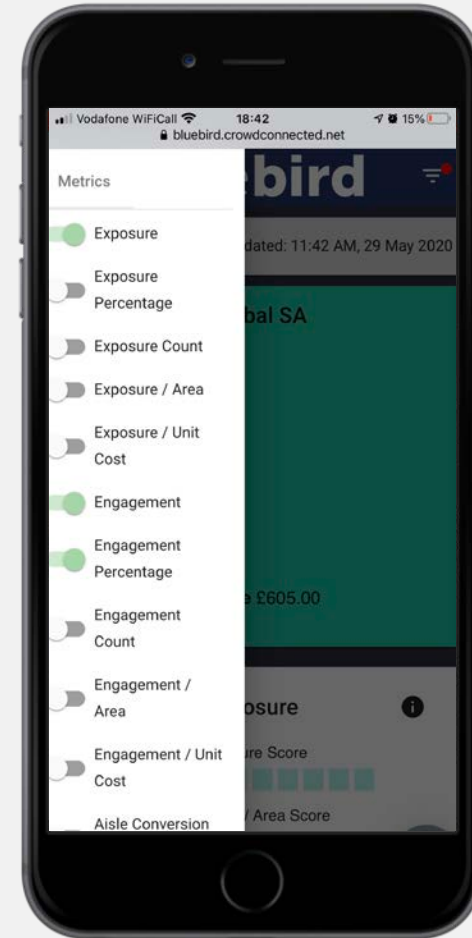 Vodafone WiFiCall 18:42 15%
bluebird.crowdconnected.net
Metrics
bird
dated: 11:42 AM, 29 May 2020
Exposure
Exposure
Percentage
bal SA
Exposure Count
Exposure / Area
Exposure / Unit
Cost
Engagement
Engagement
Percentage
£605.00
Engagement
Count
Engagement /
Area
osure
Engagement / Unit
Cost
ure Score
Aisle Conversion
/ Area Score